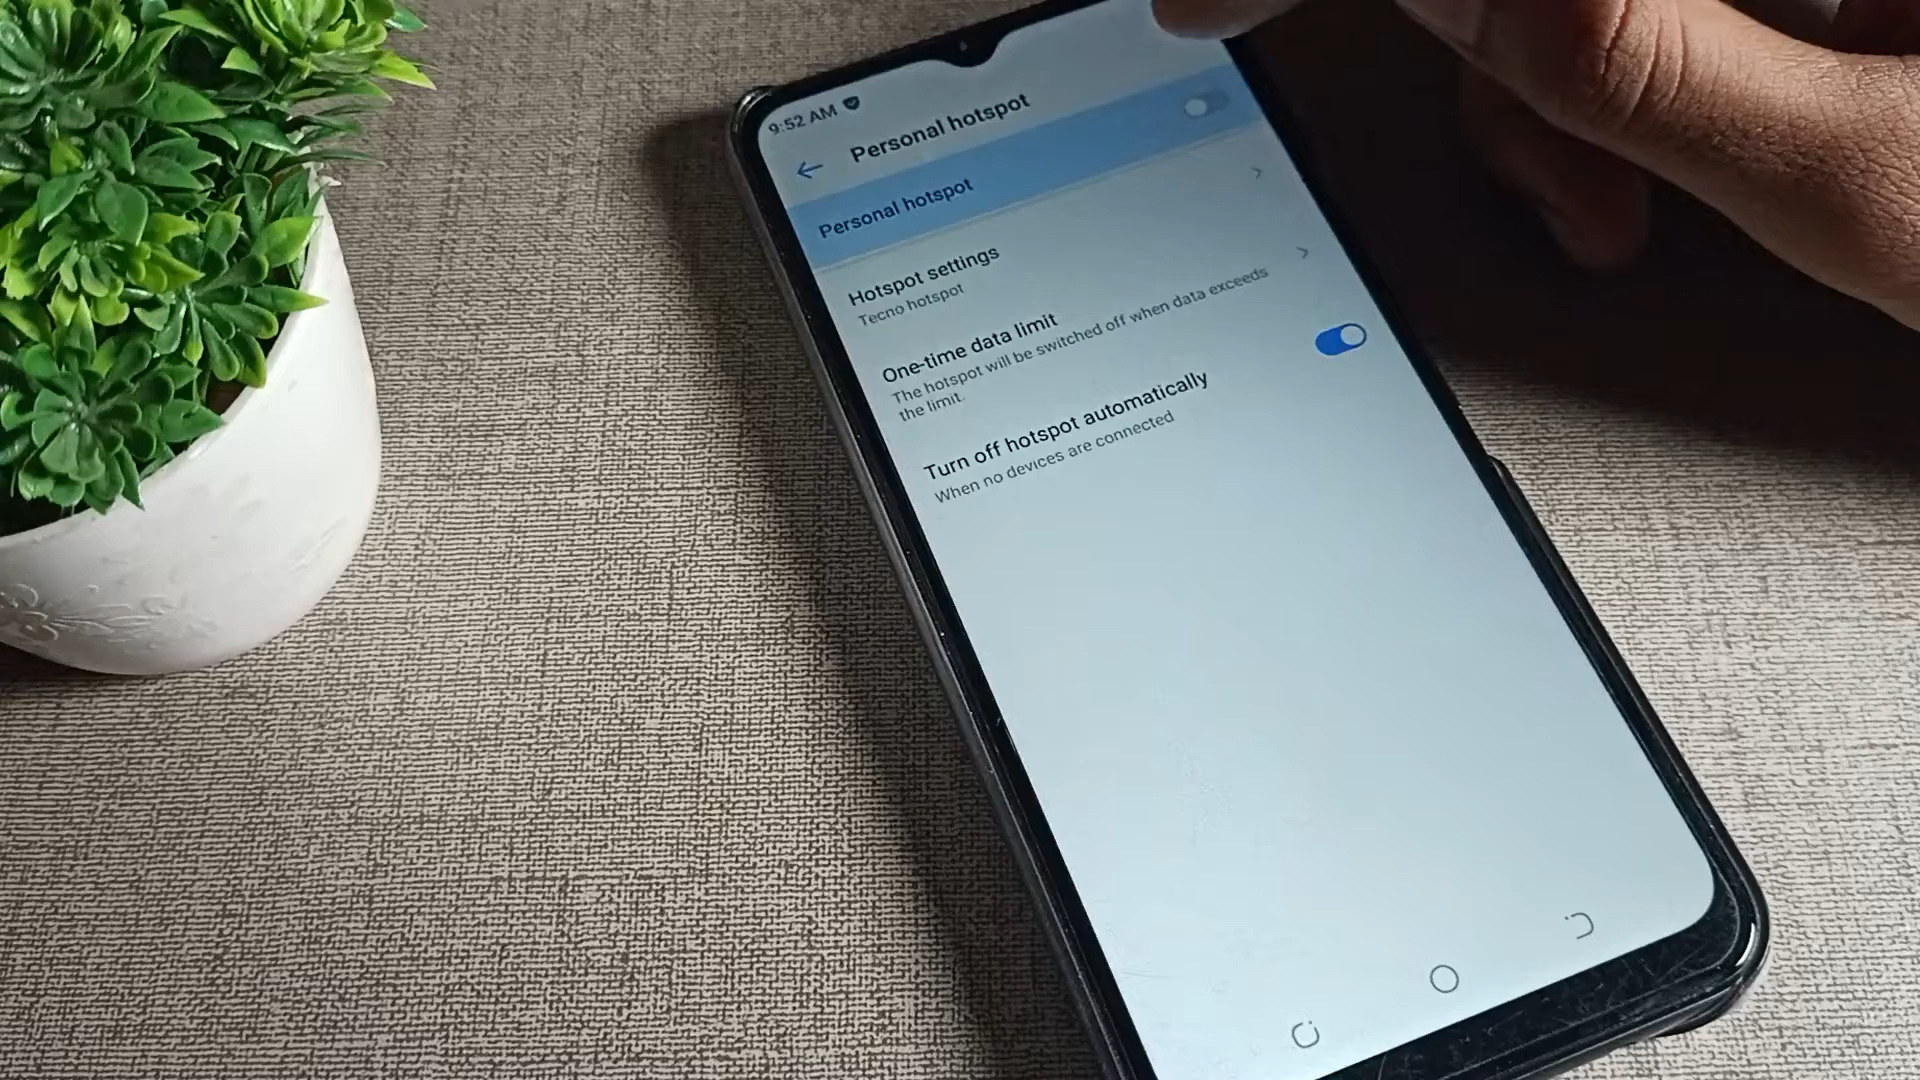 9:52 AM
Personal hotspot
Personal hotspot
Hotspot settings
Tecno hotspot
One-time data limit
The hotspot will be switched off when data exceeds
the limit.
Turn off hotspot automatically
When no devices are connected